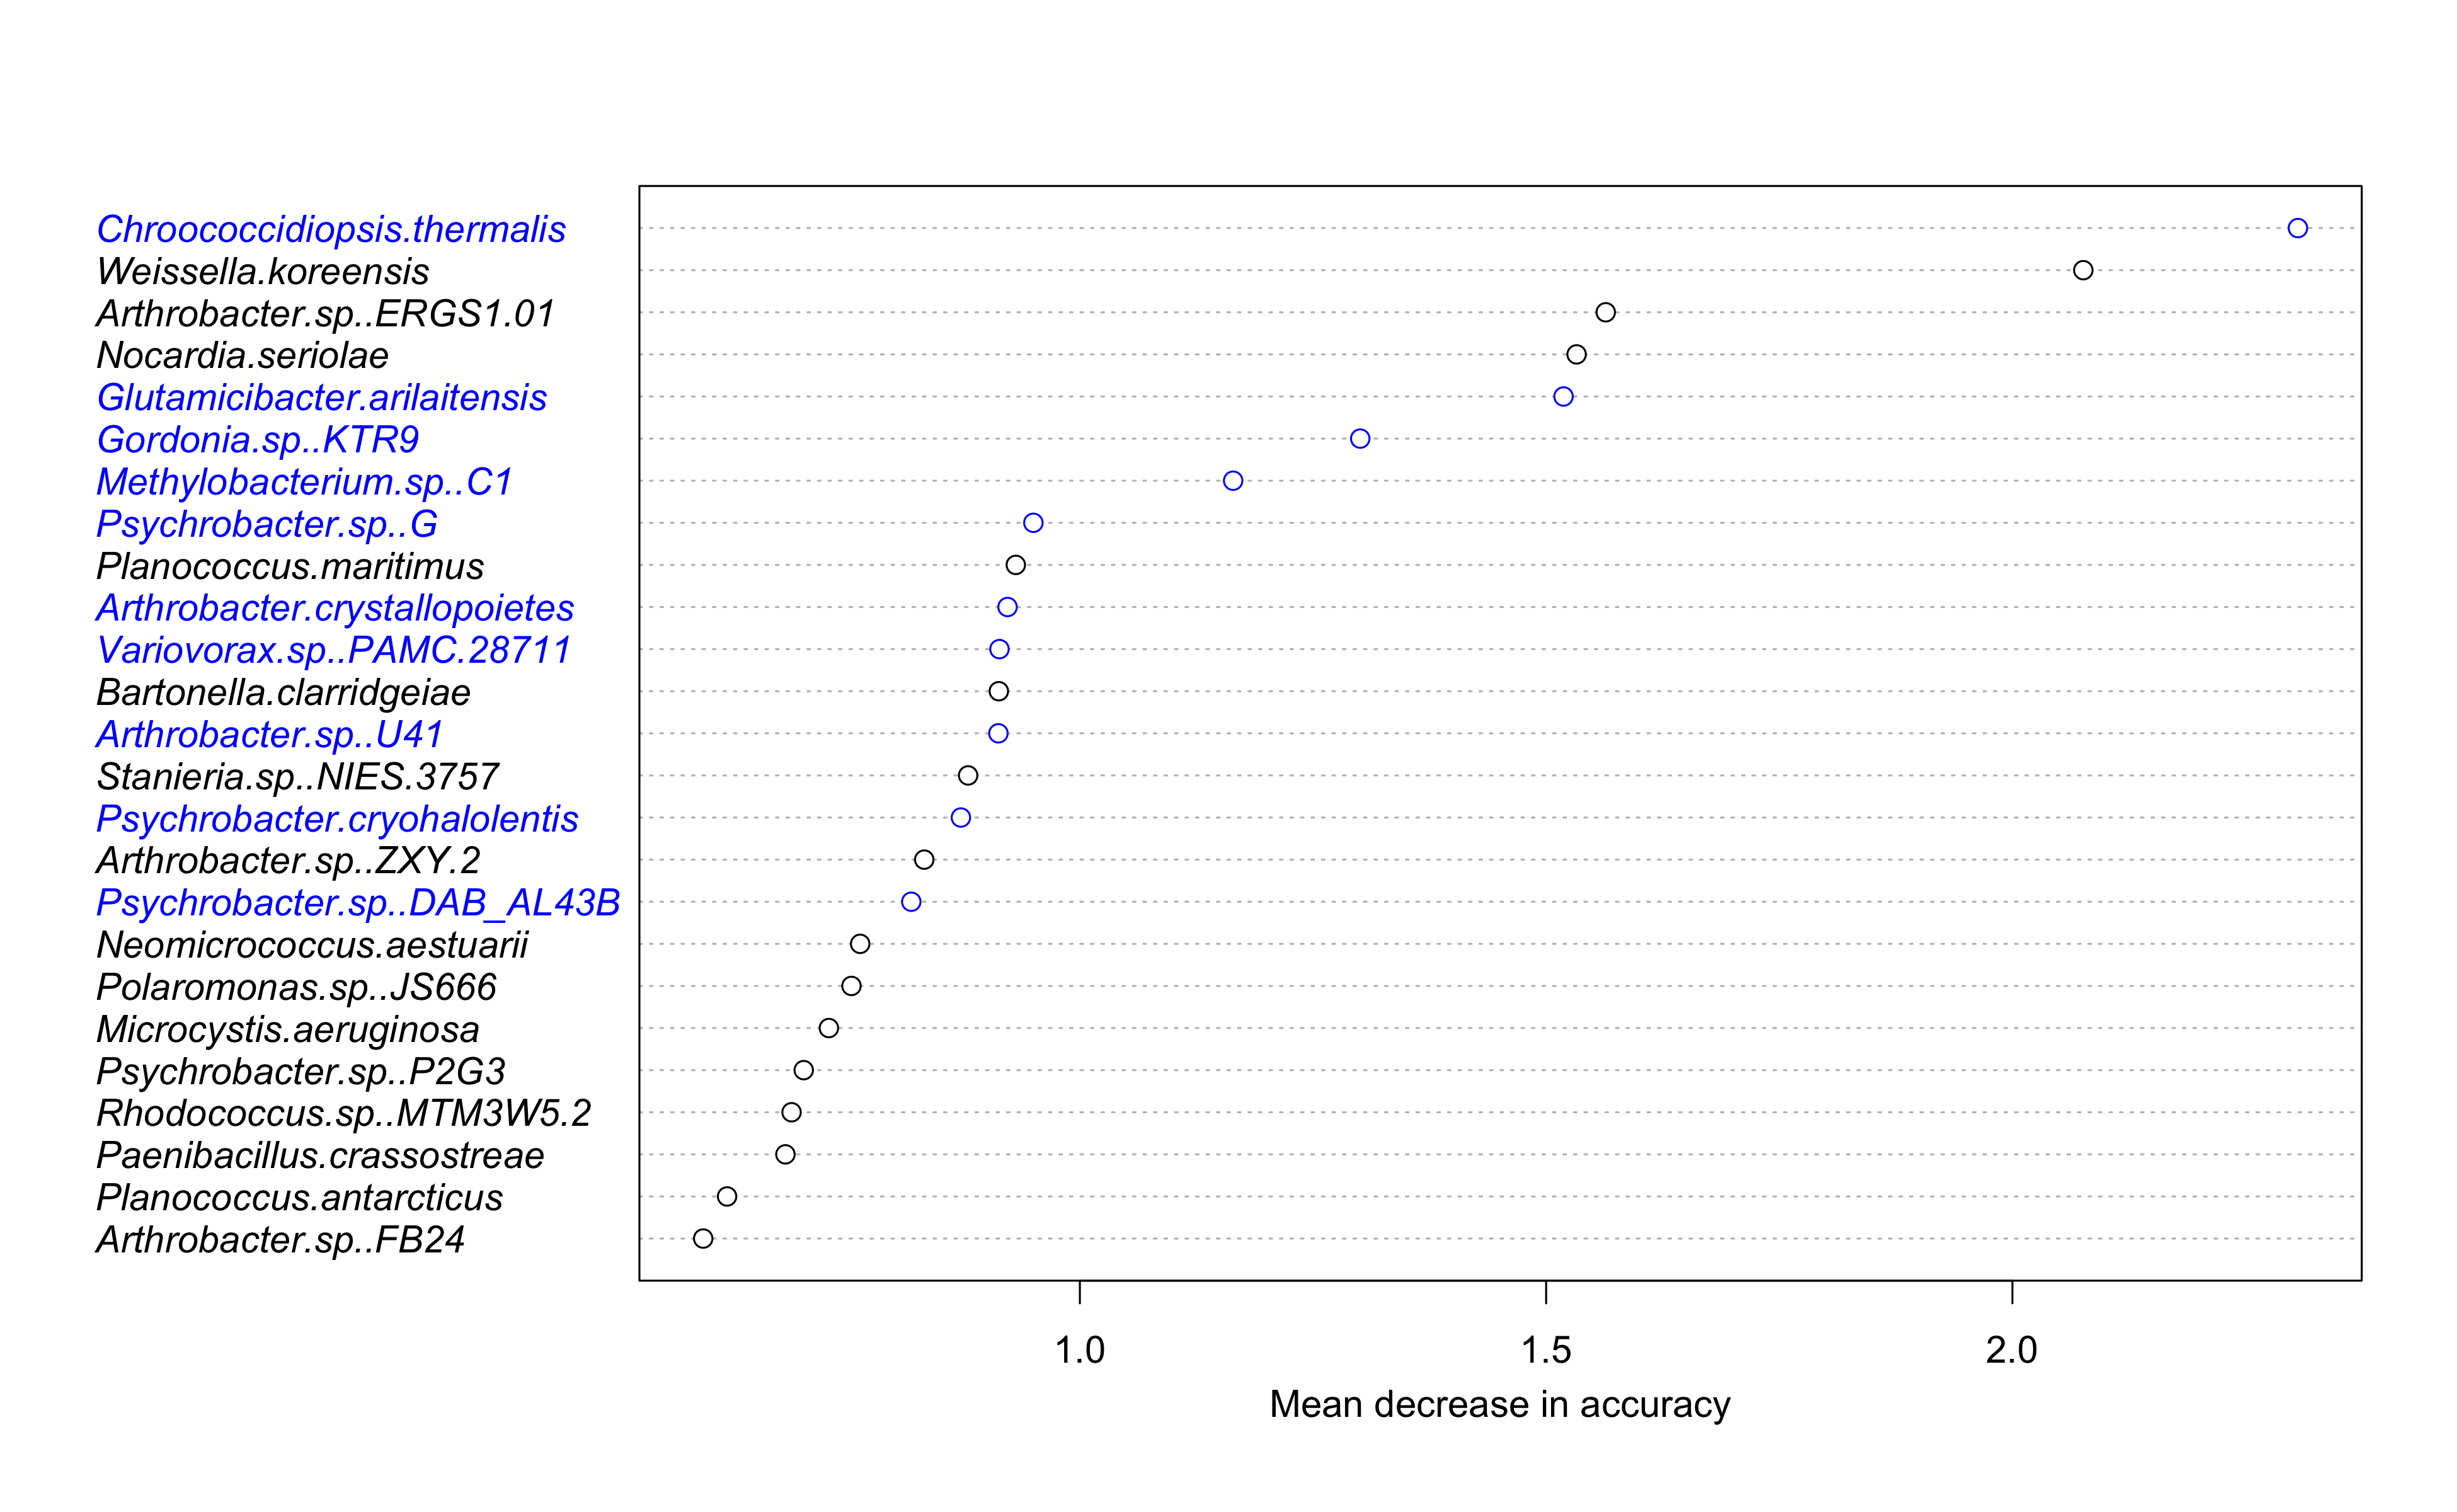 Chroococcidiopsis.thermalis
Weissella.koreensis
Arthrobacter.sp..ERGS1.01
Nocardia.seriolae
Glutamicibacter.arilaitensis
Gordonia.sp..KTR9
Methylobacterium.sp..C1
Psychrobacter.sp..G
Planococcus.maritimus
Arthrobacter.crystallopoietes
Variovorax.sp..PAMC.28711
Bartonella.clarridgeiae
Arthrobacter.sp..U41
Stanieria.sp..NIES.3757
Psychrobacter.cryohalolentis
Arthrobacter.sp..ZXY.2
Psychrobacter.sp..DAB_AL43B
Neomicrococcus.aestuarii
Polaromonas.sp..JS666
Microcystis.aeruginosa
Psychrobacter.sp..P2G3
Rhodococcus.sp..MTM3W5.2
Paenibacillus.crassostreae
Planococcus.antarcticus
Arthrobacter.sp..FB24
1.0 1.5 2.0
Mean decrease in accuracy